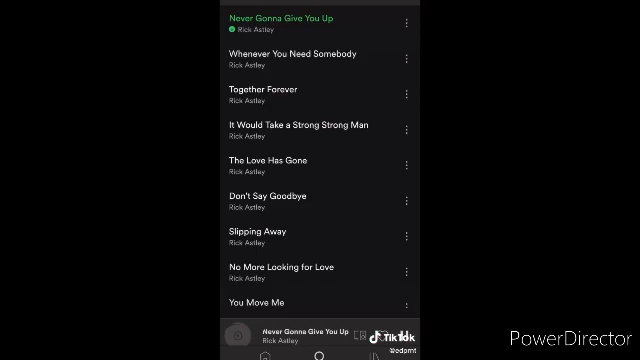 Never Gonna Give You Up
Rick Astley
Whenever You Need Somebody
Rick Astley
Together Forever
Rick Astley
It Would Take a Strong Strong Man
Rick Astley
The Love Has Gone
Rick Astley
Don't Say Goodbye
Rick Astley
Slipping Away
Rick Astley
No More Looking for Love
Rick Astley
You Move Me
Never Gonna Give You Up
Rick Astley
TikTok
@edpmt
PowerDirector